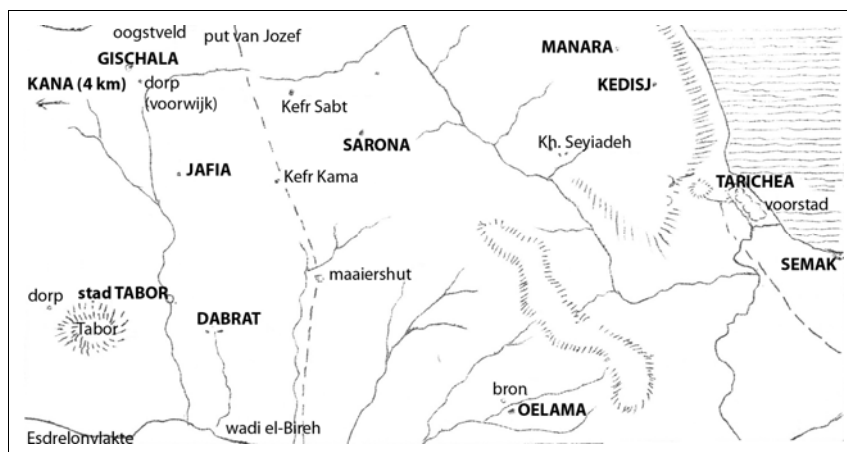 oogstveld
put van Jozef
GISCHALA
MANARA
KANA (4 km)
dorp
(voorwijk)
KEDISJ
Kefr Sabt
SARONA
Kh. Seyiadeh
JAFIA
Kefr Kama
TARICHEA
voorstad
SEMAK
maaiershut
dorp
stad TABOR
Tabor
DABRAT
bron
OELAMA
wadi el-Bireh
Esdrelonvlakte